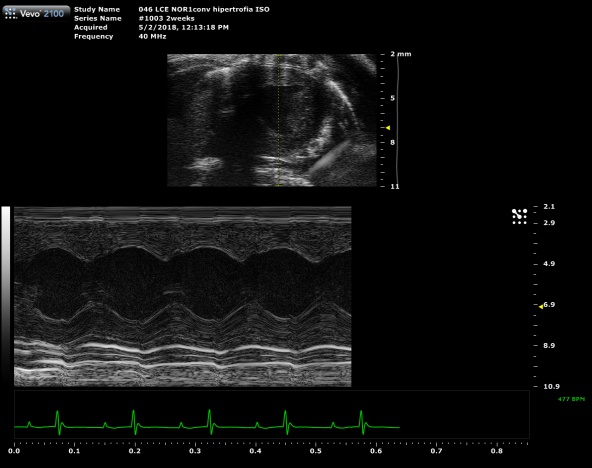 Vevo 2100
Study Name 046 LCE NOR1conv hipertrofia ISO
Series Name #1003 2weeks
Acquired 5/2/2018, 12:13:18 PM
Frequency 40 MHz
2 mm
5
8
11
2.1
2.9
4.9
6.9
8.9
10.9
477 BPM
0.0 0.1 0.2 0.3 0.4 0.5 0.6 0.7 0.8